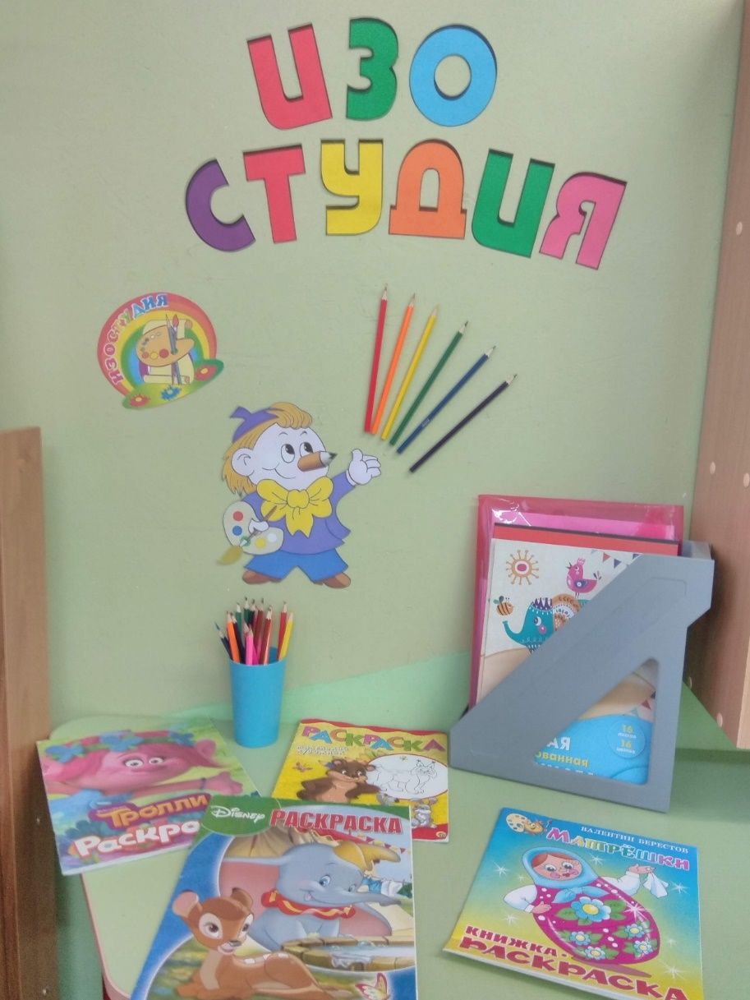 ИЗО
СТУДИЯ
ИЗОСТУДИЯ
16
16
Тролли
Раскра
РАСКРАСКА
Disney РАСКРАСКА
ВАЛЕНТИН БЕРЕСТОВ
МАТРЁШКИ
КНИЖКА-
РАСКРАСКА